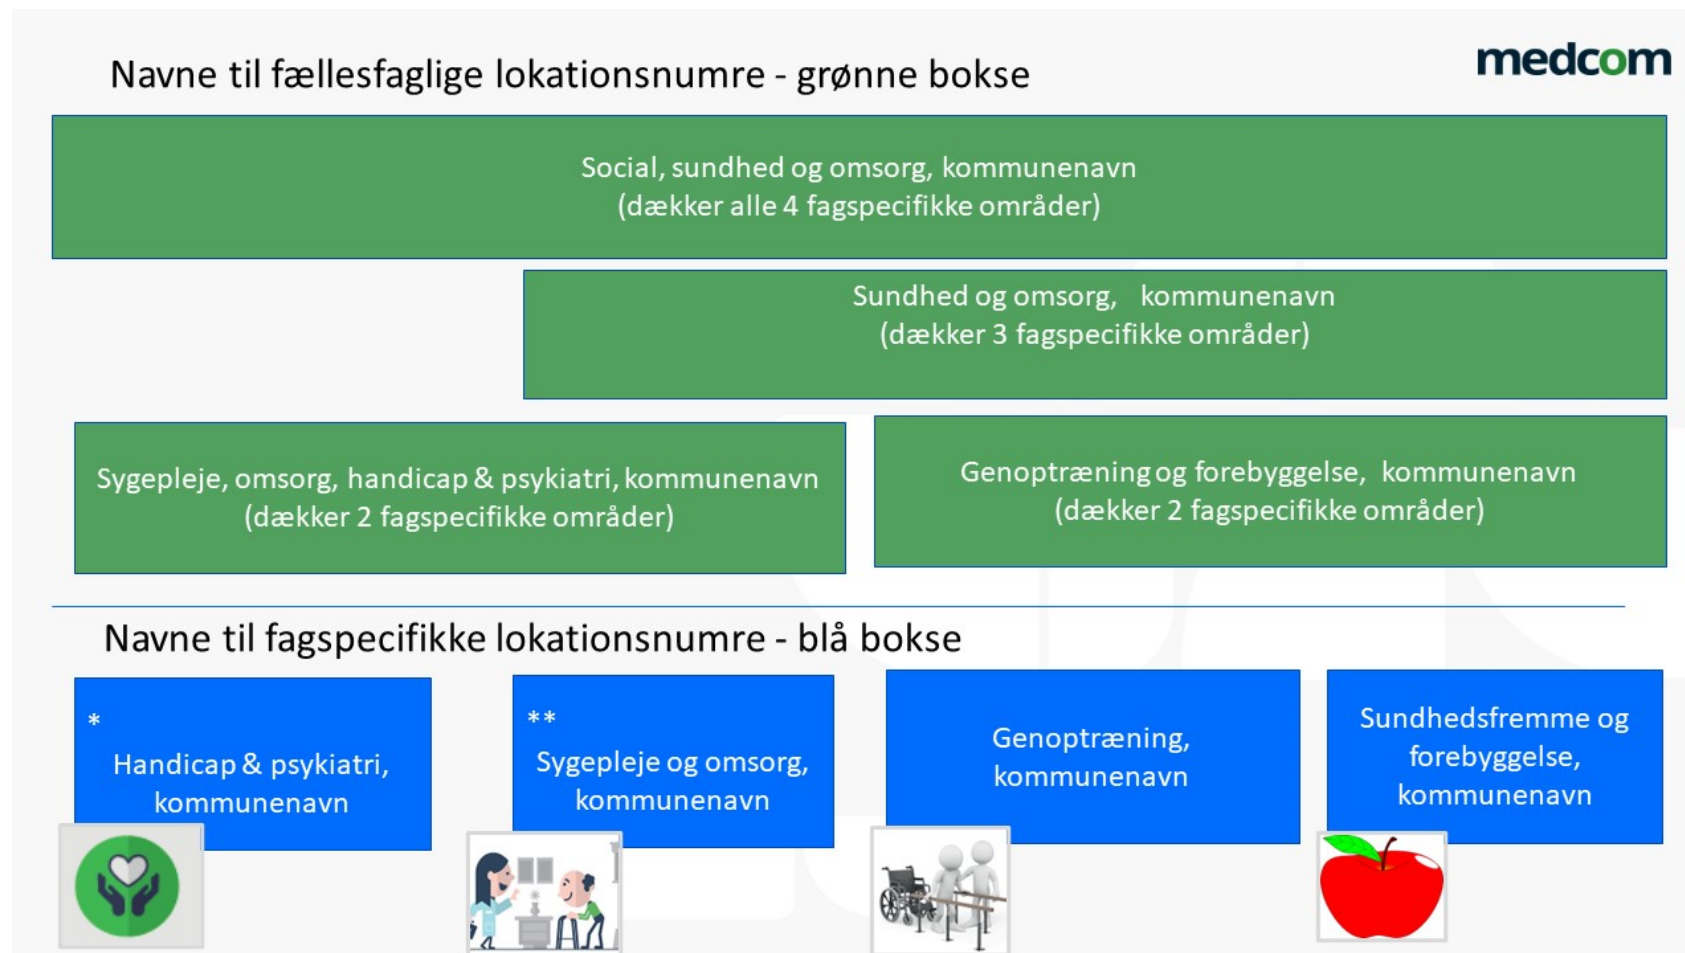 Navne til fællesfaglige lokationsnumre - grønne bokse
medcom
Social, sundhed og omsorg, kommunenavn
(dækker alle 4 fagspecifikke områder)
Sundhed og omsorg, kommunenavn
(dækker 3 fagspecifikke områder)
Sygepleje, omsorg, handicap & psykiatri, kommunenavn
(dækker 2 fagspecifikke områder)
Genoptræning og forebyggelse, kommunenavn
(dækker 2 fagspecifikke områder)
Navne til fagspecifikke lokationsnumre - blå bokse
*
Handicap & psykiatri,
kommunenavn
**
Sygepleje og omsorg,
kommunenavn
Genoptræning,
kommunenavn
Sundhedsfremme og
forebyggelse,
kommunenavn